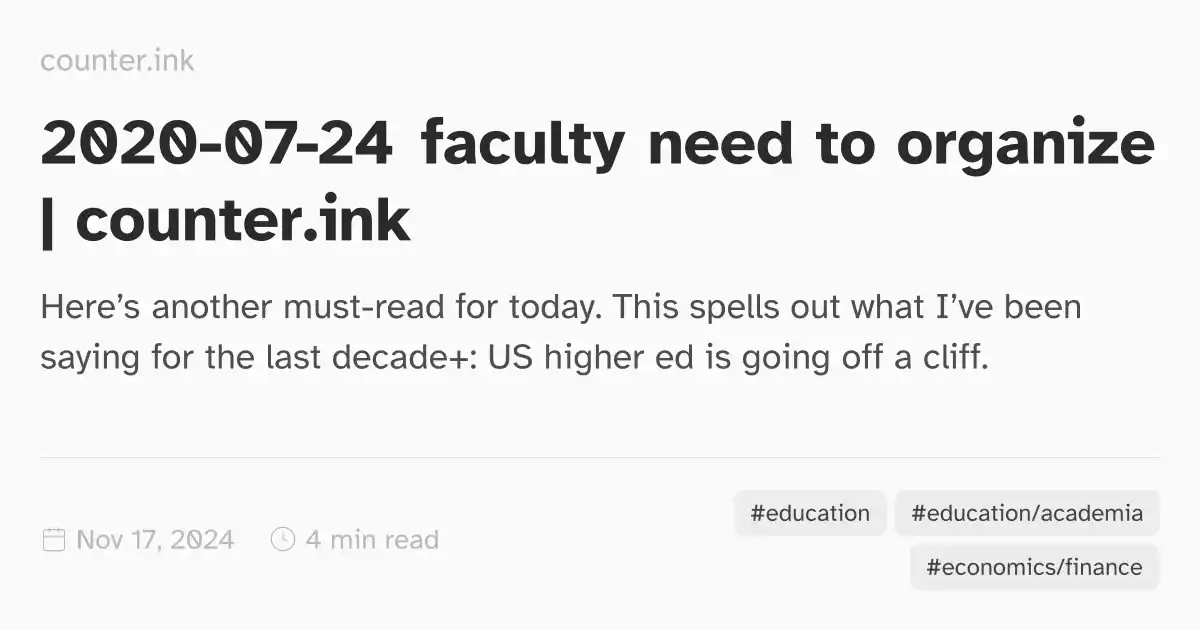 counter.ink
2020-07-24 faculty need to organize
| counter.ink
Here’s another must-read for today. This spells out what I’ve been
saying for the last decade+: US higher ed is going off a cliff.
Nov 17, 2024
4 min read
#education
#education/academia
#economics/finance